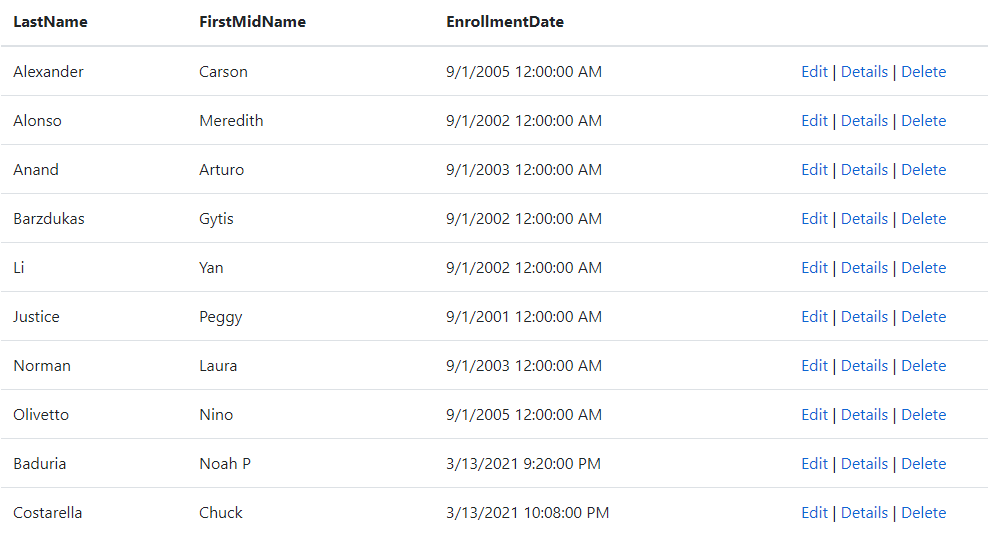 LastName FirstMidName EnrollmentDate
Alexander Carson 9/1/2005 12:00:00 AM Edit | Details | Delete
Alonso Meredith 9/1/2002 12:00:00 AM Edit | Details | Delete
Anand Arturo 9/1/2003 12:00:00 AM Edit | Details | Delete
Barzdukas Gytis 9/1/2002 12:00:00 AM Edit | Details | Delete
Li Yan 9/1/2002 12:00:00 AM Edit | Details | Delete
Justice Peggy 9/1/2001 12:00:00 AM Edit | Details | Delete
Norman Laura 9/1/2003 12:00:00 AM Edit | Details | Delete
Olivetto Nino 9/1/2005 12:00:00 AM Edit | Details | Delete
Baduria Noah P 3/13/2021 9:20:00 PM Edit | Details | Delete
Costarella Chuck 3/13/2021 10:08:00 PM Edit | Details | Delete